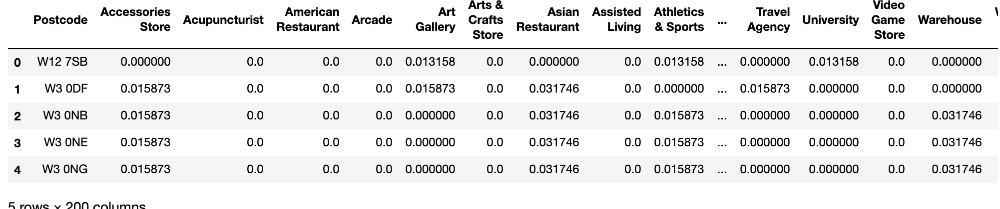 Postcode Accessories Store Acupuncturist American Restaurant Arcade Art Gallery Arts & Crafts Store Asian Restaurant Assisted Living Athletics & Sports ... Travel Agency University Video Game Store Warehouse
0 W12 7SB 0.000000 0.0 0.0 0.0 0.013158 0.0 0.000000 0.0 0.013158 ... 0.000000 0.013158 0.0 0.000000
1 W3 0DF 0.015873 0.0 0.0 0.0 0.015873 0.0 0.031746 0.0 0.000000 ... 0.015873 0.000000 0.0 0.000000
2 W3 0NB 0.015873 0.0 0.0 0.0 0.000000 0.0 0.031746 0.0 0.015873 ... 0.000000 0.000000 0.0 0.031746
3 W3 0NE 0.015873 0.0 0.0 0.0 0.000000 0.0 0.031746 0.0 0.015873 ... 0.000000 0.000000 0.0 0.031746
4 W3 0NG 0.015873 0.0 0.0 0.0 0.000000 0.0 0.031746 0.0 0.015873 ... 0.000000 0.000000 0.0 0.031746
5 rows × 200 columns